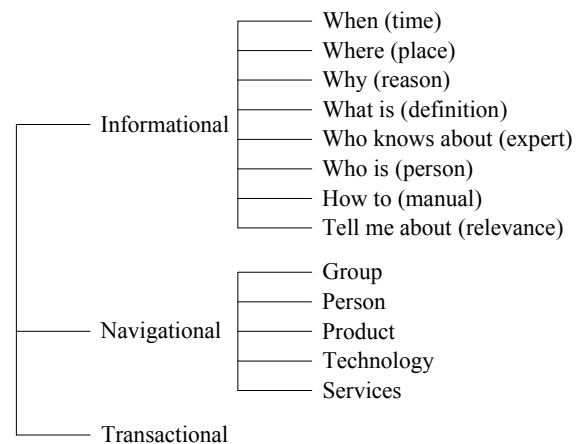 When (time)
Where (place)
Why (reason)
What is (definition)
Informational
Who knows about (expert)
Who is (person)
How to (manual)
Tell me about (relevance)
Group
Person
Navigational
Product
Technology
Services
Transactional